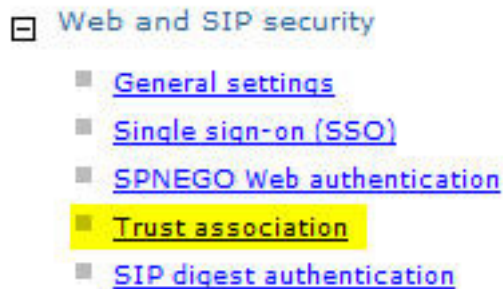 Web and SIP security
General settings
Single sign-on (SSO)
SPNEGO Web authentication
Trust association
SIP digest authentication